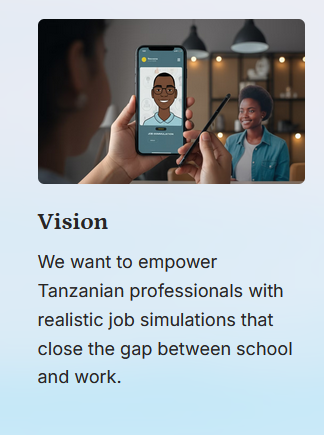 Vision
We want to empower
Tanzanian professionals with
realistic job simulations that
close the gap between school
and work.